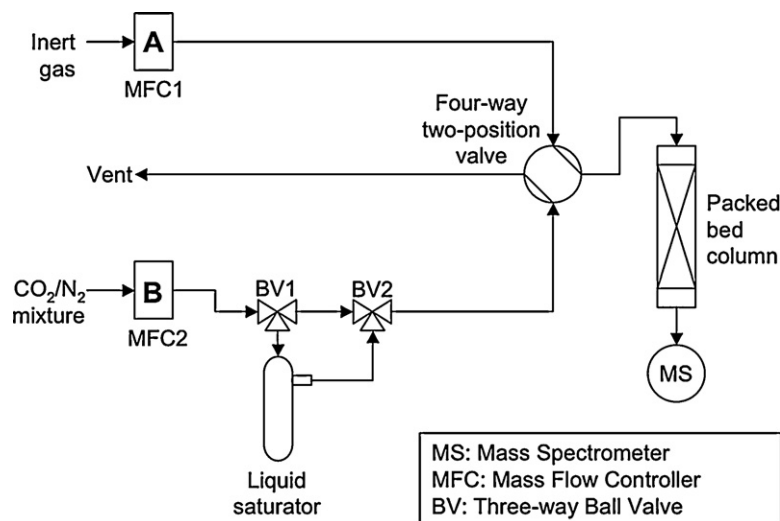 Inert
gas
A
MFC1
Four-way
two-position
valve
Vent
Packed
bed
column
CO₂/N₂
mixture
B
MFC2
BV1
BV2
MS
Liquid
saturator
MS: Mass Spectrometer
MFC: Mass Flow Controller
BV: Three-way Ball Valve